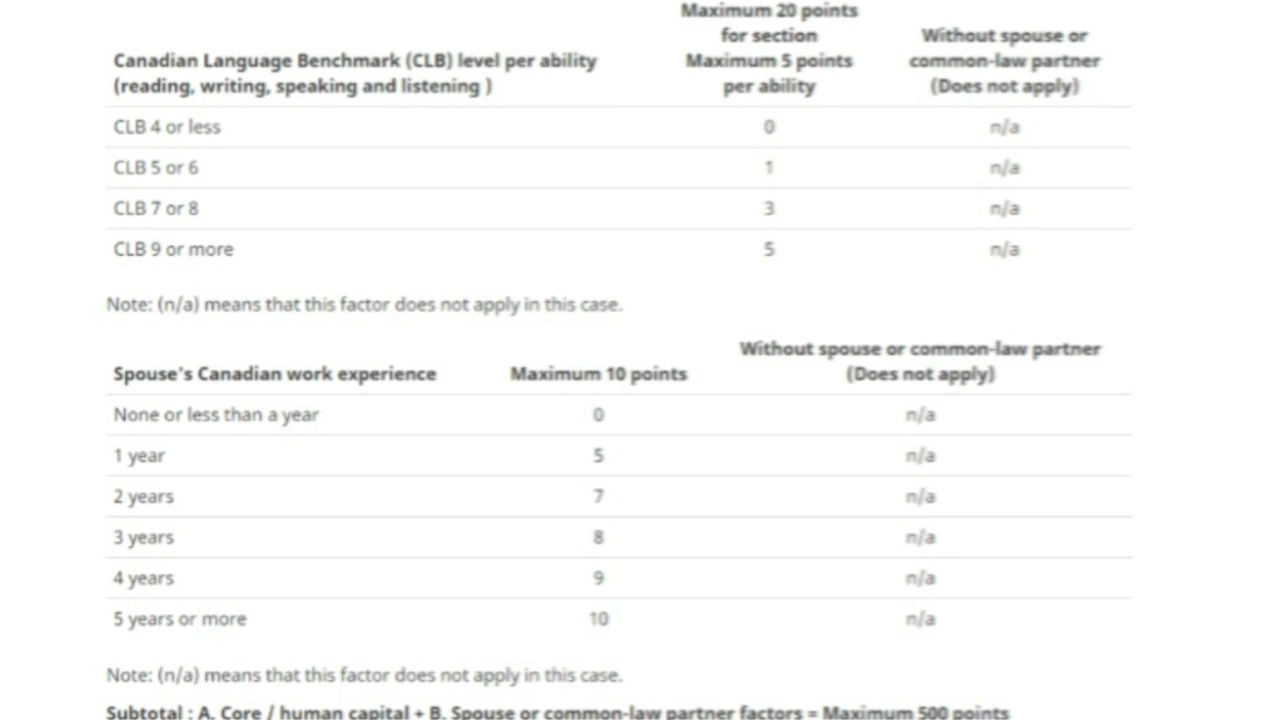 Maximum 20 points
for section Without spouse or
Canadian Language Benchmark (CLB) level per ability Maximum 5 points common-law partner
(reading, writing, speaking and listening ) per ability (Does not apply)
CLB 4 or less 0 n/a
CLB 5 or 6 1 n/a
CLB 7 or 8 3 n/a
CLB 9 or more 5 n/a
Note: (n/a) means that this factor does not apply in this case.
Without spouse or common-law partner
Spouse's Canadian work experience Maximum 10 points (Does not apply)
None or less than a year 0 n/a
1 year 5 n/a
2 years 7 n/a
3 years 8 n/a
4 years 9 n/a
5 years or more 10 n/a
Note: (n/a) means that this factor does not apply in this case.
Subtotal : A. Core / human capital + B. Spouse or common-law partner factors = Maximum 500 points